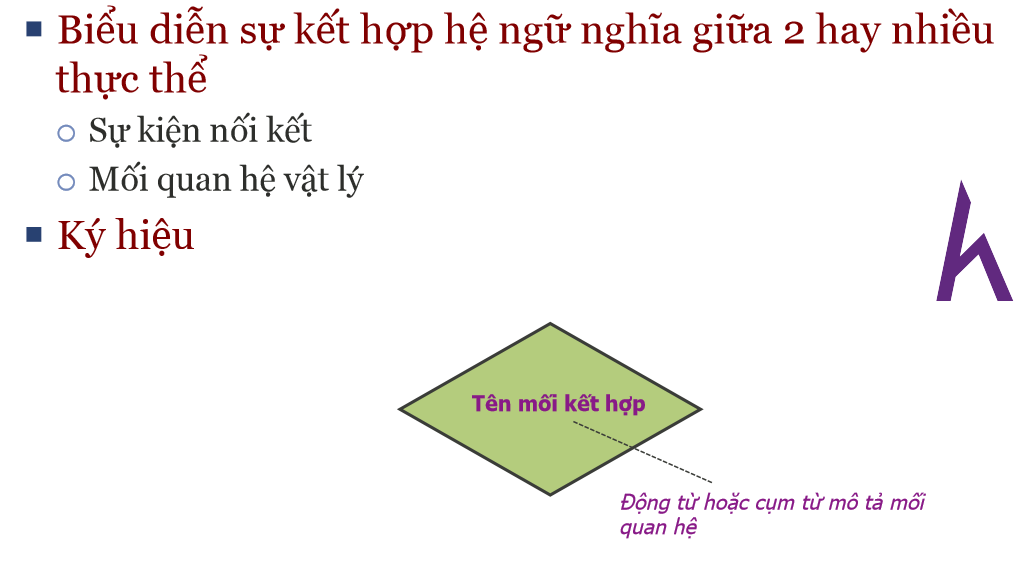 Biểu diễn sự kết hợp hệ ngữ nghĩa giữa 2 hay nhiều
thực thể
Sự kiện nối kết
Mối quan hệ vật lý
Ký hiệu
Tên mối kết hợp
Động từ hoặc cụm từ mô tả mối
quan hệ